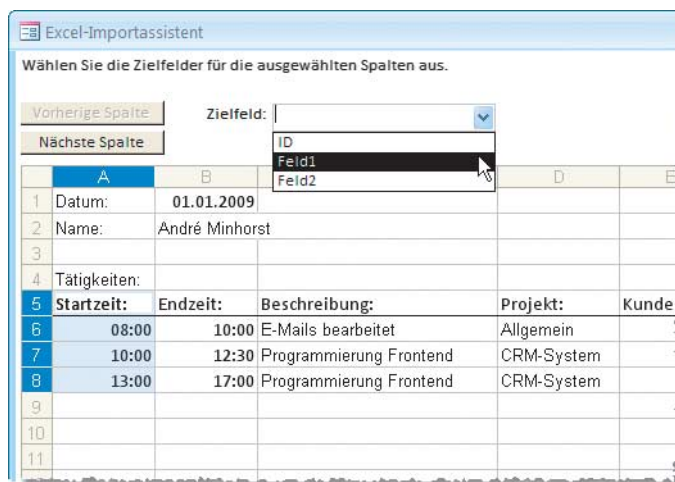 Excel-Importassistent
Wählen Sie die Zielfelder für die ausgewählten Spalten aus.
Vorherige Spalte Zielfeld:
Nächste Spalte
ID
Feld1
Feld2
A B D E
1 Datum: 01.01.2009
2 Name: André Minhorst
3
4 Tätigkeiten:
5 Startzeit: Endzeit: Beschreibung: Projekt: Kunde
6 08:00 10:00 E-Mails bearbeitet Allgemein
7 10:00 12:30 Programmierung Frontend CRM-System
8 13:00 17:00 Programmierung Frontend CRM-System
9
10
11